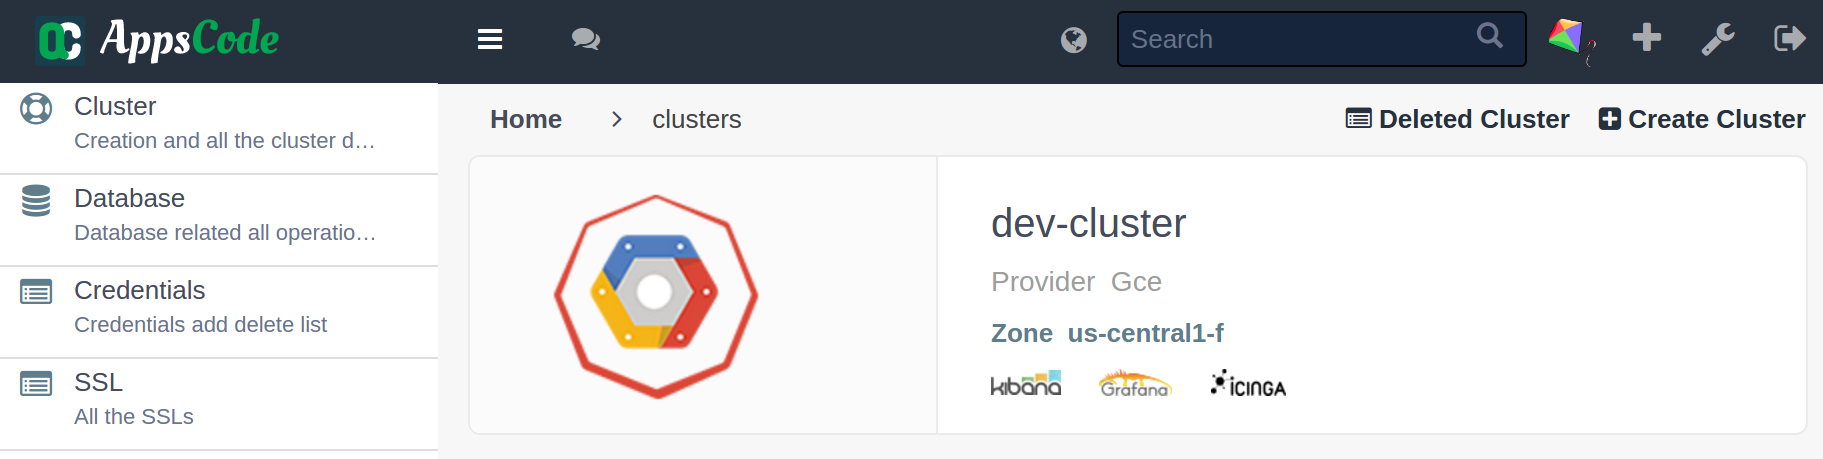 AppsCode
Search
Cluster
Creation and all the cluster d…
Database
Database related all operatio…
Credentials
Credentials add delete list
SSL
All the SSLs
Home > clusters
Deleted Cluster
Create Cluster
dev-cluster
Provider Gce
Zone us-central1-f
kibana
Grafana
ICINGA